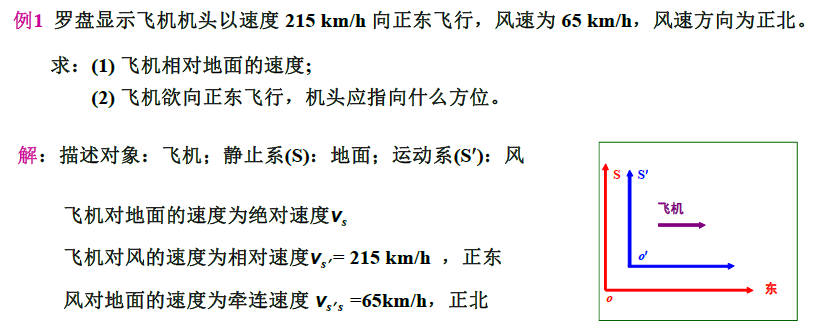 例1 罗盘显示飞机机头以速度 215 km/h 向正东飞行，风速为 65 km/h，风速方向为正北。
求：(1) 飞机相对地面的速度；
(2) 飞机欲向正东飞行，机头应指向什么方位。
解：描述对象：飞机；静止系(S)：地面；运动系(S′)：风
飞机对地面的速度为绝对速度vs
飞机对风的速度为相对速度vs′= 215 km/h ，正东
风对地面的速度为牵连速度 vs′s =65km/h，正北
S S′
飞机
o′
东
o